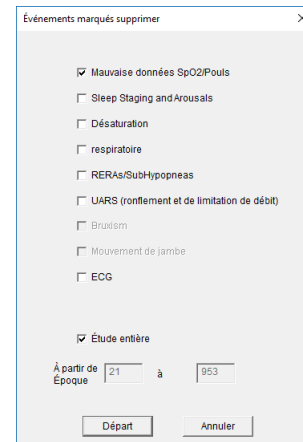 Événements marqués supprimer
Mauvaise données SpO2/Pouls
Sleep Staging and Arousals
Désaturation
respiratoire
RERAs/SubHypopneas
UARS (ronflement et de limitation de débit)
Bruxism
Mouvement de jambe
ECG
Étude entière
À partir de Époque 21 à 953
Départ Annuler